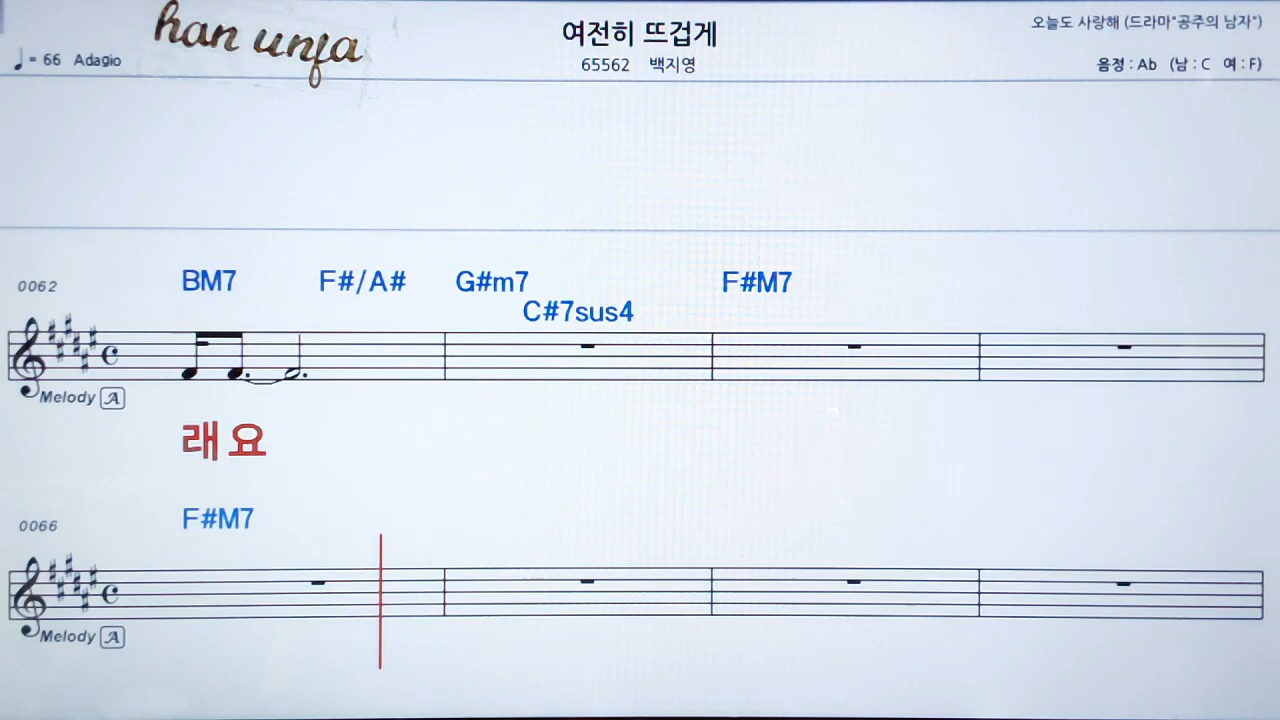 han unja
여전히 뜨겁게
오늘도 사랑해 (드라마"공주의 남자")
♩= 66 Adagio
65562 백지영
음정 : Ab (남 : C 여 : F)
0062
BM7 F#/A# G#m7 F#M7
C#7sus4
Melody A
래 요
0066
F#M7
Melody A